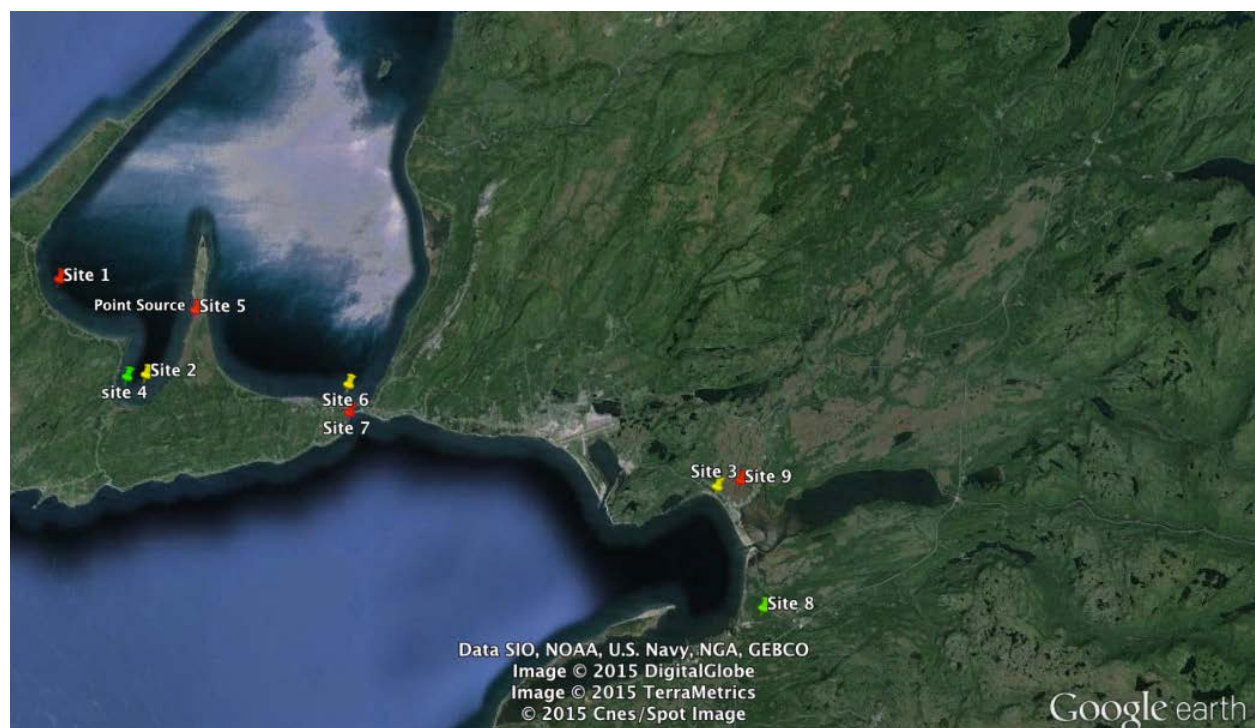 Site 1
Point Source
Site 5
Site 2
site 4
Site 6
Site 7
Site 3
Site 9
Site 8
Data SIO, NOAA, U.S. Navy, NGA, GEBCO
Image © 2015 DigitalGlobe
Image © 2015 TerraMetrics
© 2015 Cnes/Spot Image
Google earth